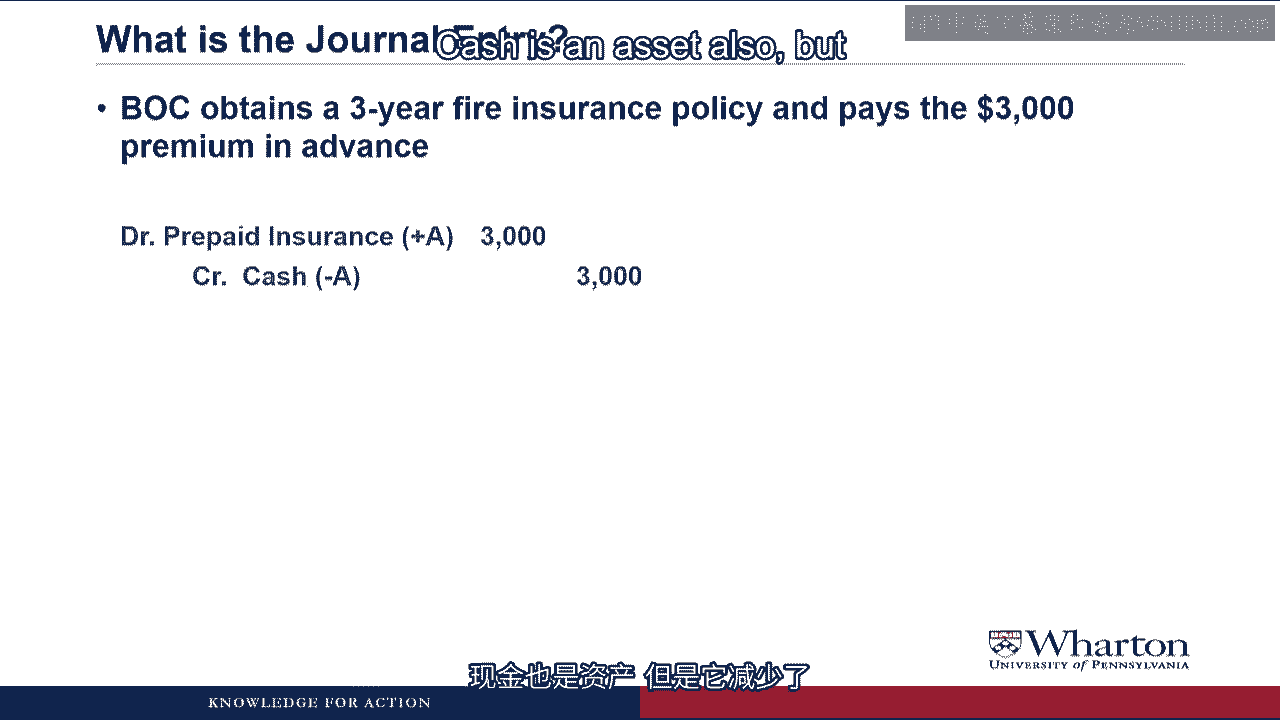 What is the Journal Entry?
Cash is an asset also, but
• BOC obtains a 3-year fire insurance policy and pays the $3,000
premium in advance
Dr. Prepaid Insurance (+A) 3,000
Cr. Cash (-A) 3,000
Wharton
UNIVERSITY of PENNSYLVANIA
现金也是资产 但是它减少了
KNOWLEDGE FOR ACTION